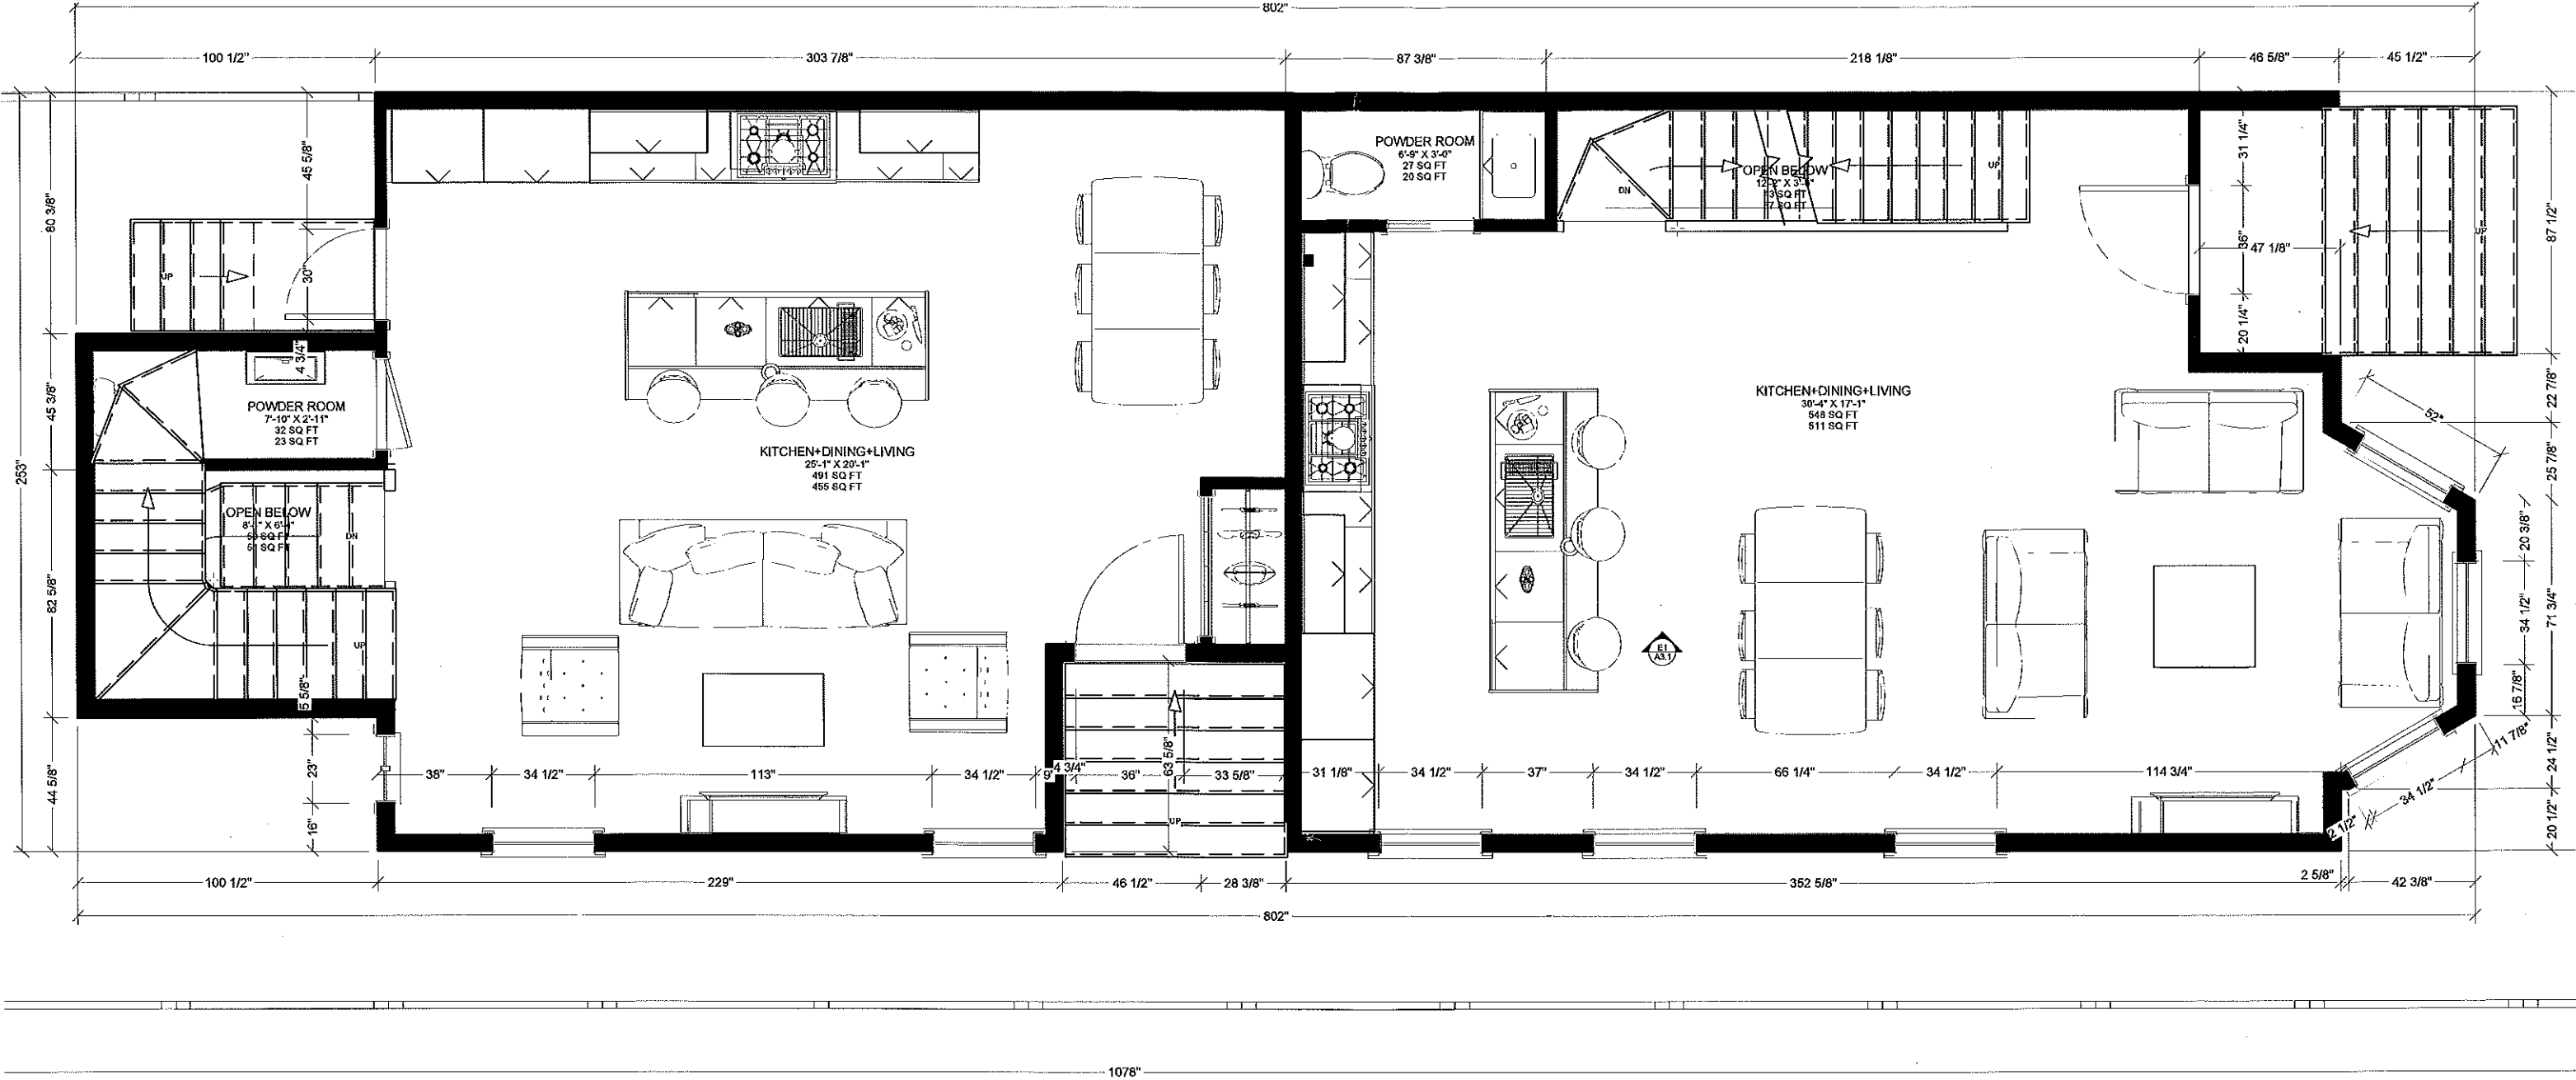 802"
100 1/2"
303 7/8"
87 3/8"
218 1/8"
46 5/8"
45 1/2"
253"
80 3/8"
45 3/8"
82 5/8"
44 5/8"
45 5/8"
30"
4 3/4"
UP
POWDER ROOM
7'-10" X 2'-11"
32 SQ FT
23 SQ FT
OPEN BELOW
SQ FT
SQ FT
DN
UP
5 5/8"
23"
16"
KITCHEN+DINING+LIVING
25'-1" X 20'-1"
491 SQ FT
455 SQ FT
38"
34 1/2"
113"
34 1/2"
9"
4 3/4"
36"
63 5/8"
33 5/8"
UP
POWDER ROOM
6'-9" X 3'-0"
27 SQ FT
20 SQ FT
DN
OPEN BELOW
SQ FT
SQ FT
UP
KITCHEN+DINING+LIVING
30'-4" X 17'-1"
548 SQ FT
511 SQ FT
E1
A3.1
31 1/4"
36"
47 1/8"
20 1/4"
UP
87 1/2"
22 7/8"
52"
25 7/8"
20 3/8"
34 1/2"
71 3/4"
16 7/8"
11 7/8"
24 1/2"
34 1/2"
2 1/2"
20 1/2"
31 1/8"
34 1/2"
37"
34 1/2"
66 1/4"
34 1/2"
114 3/4"
100 1/2"
229"
46 1/2"
28 3/8"
352 5/8"
2 5/8"
42 3/8"
802"
1078"